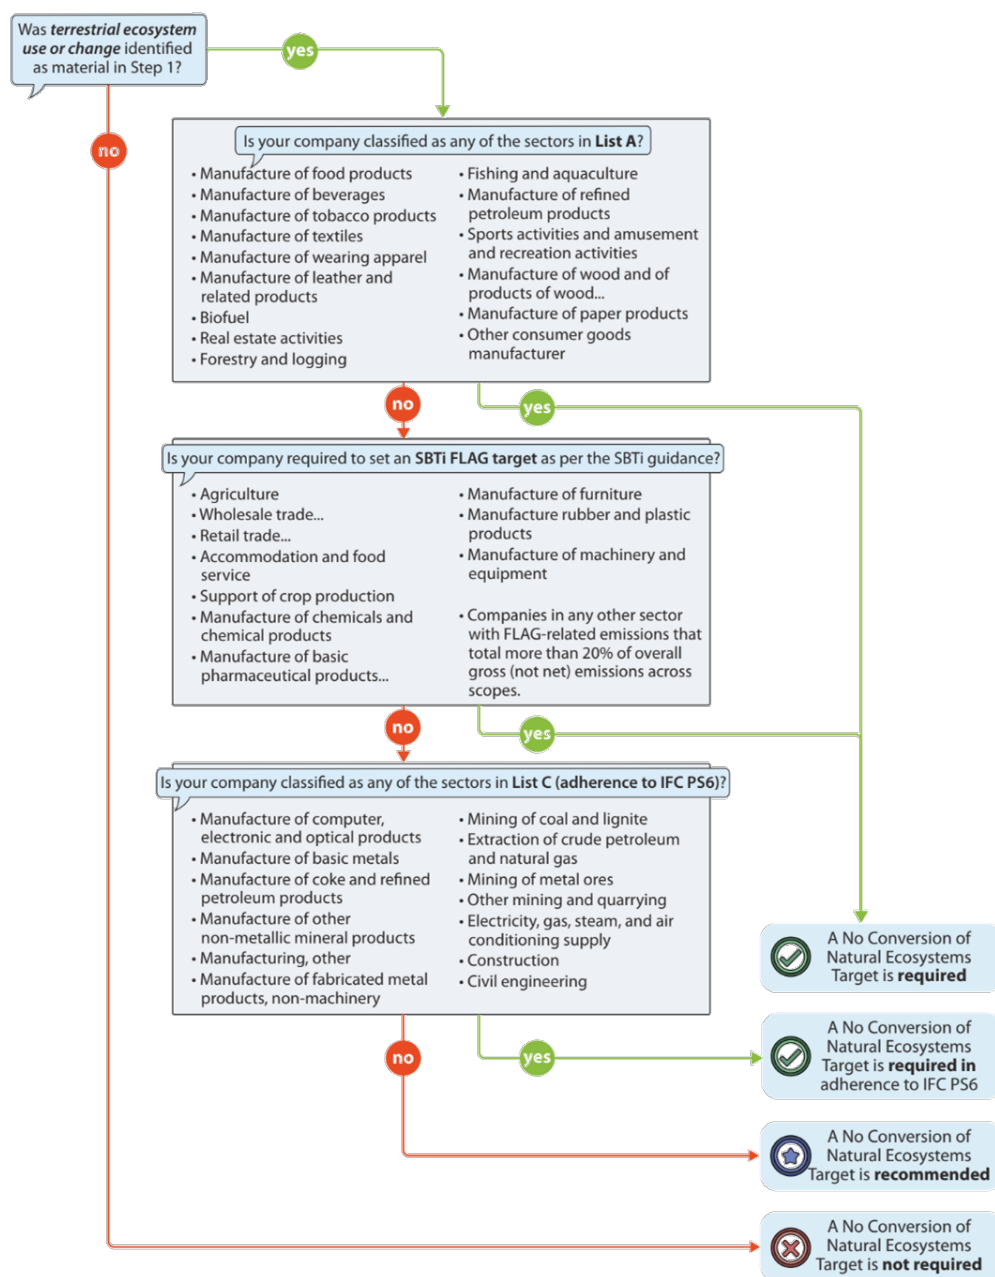 Was terrestrial ecosystem
use or change identified
as material in Step 1?
yes
no
Is your company classified as any of the sectors in List A?
• Manufacture of food products
• Manufacture of beverages
• Manufacture of tobacco products
• Manufacture of textiles
• Manufacture of wearing apparel
• Manufacture of leather and
related products
• Biofuel
• Real estate activities
• Forestry and logging
• Fishing and aquaculture
• Manufacture of refined
petroleum products
• Sports activities and amusement
and recreation activities
• Manufacture of wood and of
products of wood...
• Manufacture of paper products
• Other consumer goods
manufacturer
no
yes
Is your company required to set an SBTi FLAG target as per the SBTi guidance?
• Agriculture
• Wholesale trade...
• Retail trade...
• Accommodation and food
service
• Support of crop production
• Manufacture of chemicals and
chemical products
• Manufacture of basic
pharmaceutical products...
• Manufacture of furniture
• Manufacture rubber and plastic
products
• Manufacture of machinery and
equipment
• Companies in any other sector
with FLAG-related emissions that
total more than 20% of overall
gross (not net) emissions across
scopes.
no
yes
Is your company classified as any of the sectors in List C (adherence to IFC PS6)?
• Manufacture of computer,
electronic and optical products
• Manufacture of basic metals
• Manufacture of coke and refined
petroleum products
• Manufacture of other
non-metallic mineral products
• Manufacturing, other
• Manufacture of fabricated metal
products, non-machinery
• Mining of coal and lignite
• Extraction of crude petroleum
and natural gas
• Mining of metal ores
• Other mining and quarrying
• Electricity, gas, steam, and air
conditioning supply
• Construction
• Civil engineering
no
yes
A No Conversion of
Natural Ecosystems
Target is required
A No Conversion of
Natural Ecosystems
Target is required in
adherence to IFC PS6
A No Conversion of
Natural Ecosystems
Target is recommended
A No Conversion of
Natural Ecosystems
Target is not required